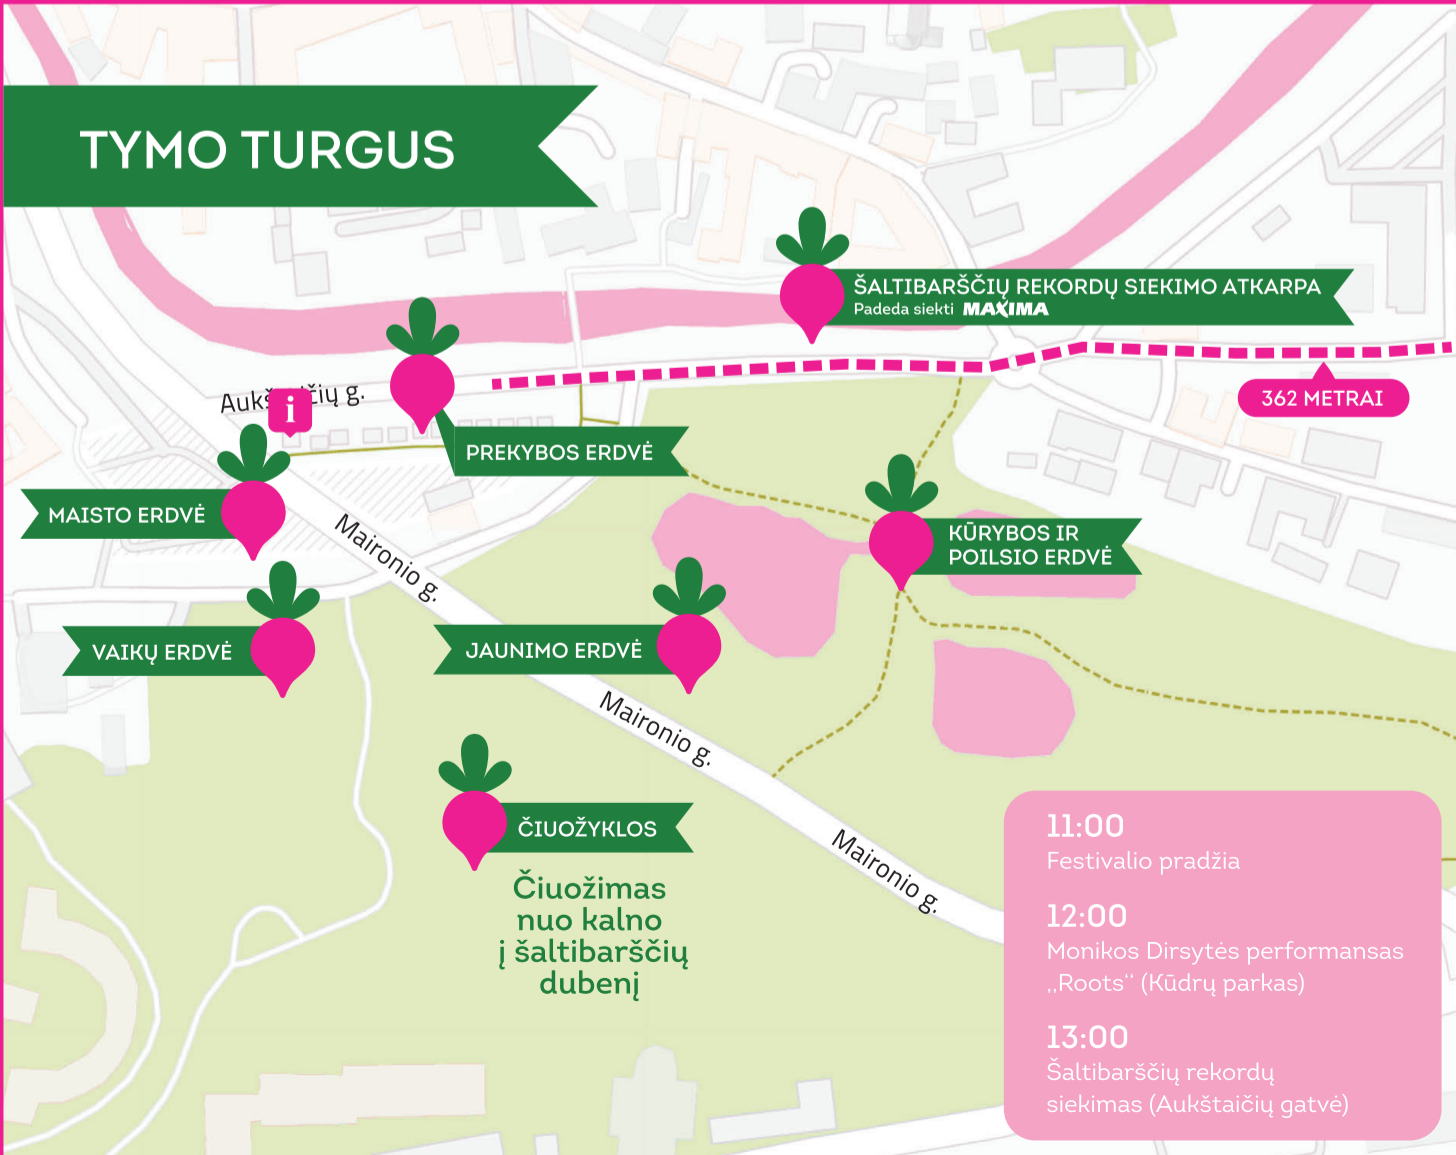 TYMO TURGUS
ŠALTIBARŠČIŲ REKORDŲ SIEKIMO ATKARPA
Padeda siekti MAXIMA
362 METRAI
i
PREKYBOS ERDVĖ
MAISTO ERDVĖ
Maironio g.
KŪRYBOS IR
POILSIO ERDVĖ
VAIKŲ ERDVĖ
JAUNIMO ERDVĖ
Maironio g.
ČIUOŽYKLOS
Čiuožimas
nuo kalno
į šaltibarščių
dubenį
Maironio g.
11:00
Festivalio pradžia
12:00
Monikos Dirsytės performansas
„Roots“ (Kūdrų parkas)
13:00
Šaltibarščių rekordų
siekimas (Aukštaičių gatvė)